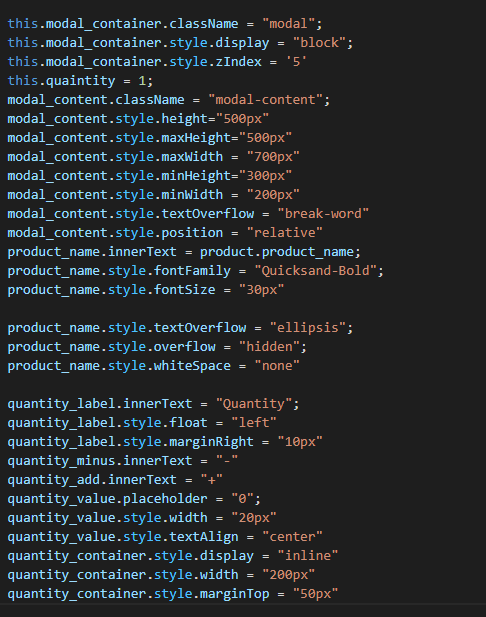 this.modal_container.className = "modal";
this.modal_container.style.display = "block";
this.modal_container.style.zIndex = '5'
this.quaintity = 1;
modal_content.className = "modal-content";
modal_content.style.height="500px"
modal_content.style.maxHeight="500px"
modal_content.style.maxWidth = "700px"
modal_content.style.minHeight="300px"
modal_content.style.minWidth = "200px"
modal_content.style.textOverflow = "break-word"
modal_content.style.position = "relative"
product_name.innerText = product.product_name;
product_name.style.fontFamily = "Quicksand-Bold";
product_name.style.fontSize = "30px"
product_name.style.textOverflow = "ellipsis";
product_name.style.overflow = "hidden";
product_name.style.whiteSpace = "none"
quantity_label.innerText = "Quantity";
quantity_label.style.float = "left"
quantity_label.style.marginRight = "10px"
quantity_minus.innerText = "-"
quantity_add.innerText = "+"
quantity_value.placeholder = "0";
quantity_value.style.width = "20px"
quantity_value.style.textAlign = "center"
quantity_container.style.display = "inline"
quantity_container.style.width = "200px"
quantity_container.style.marginTop = "50px"